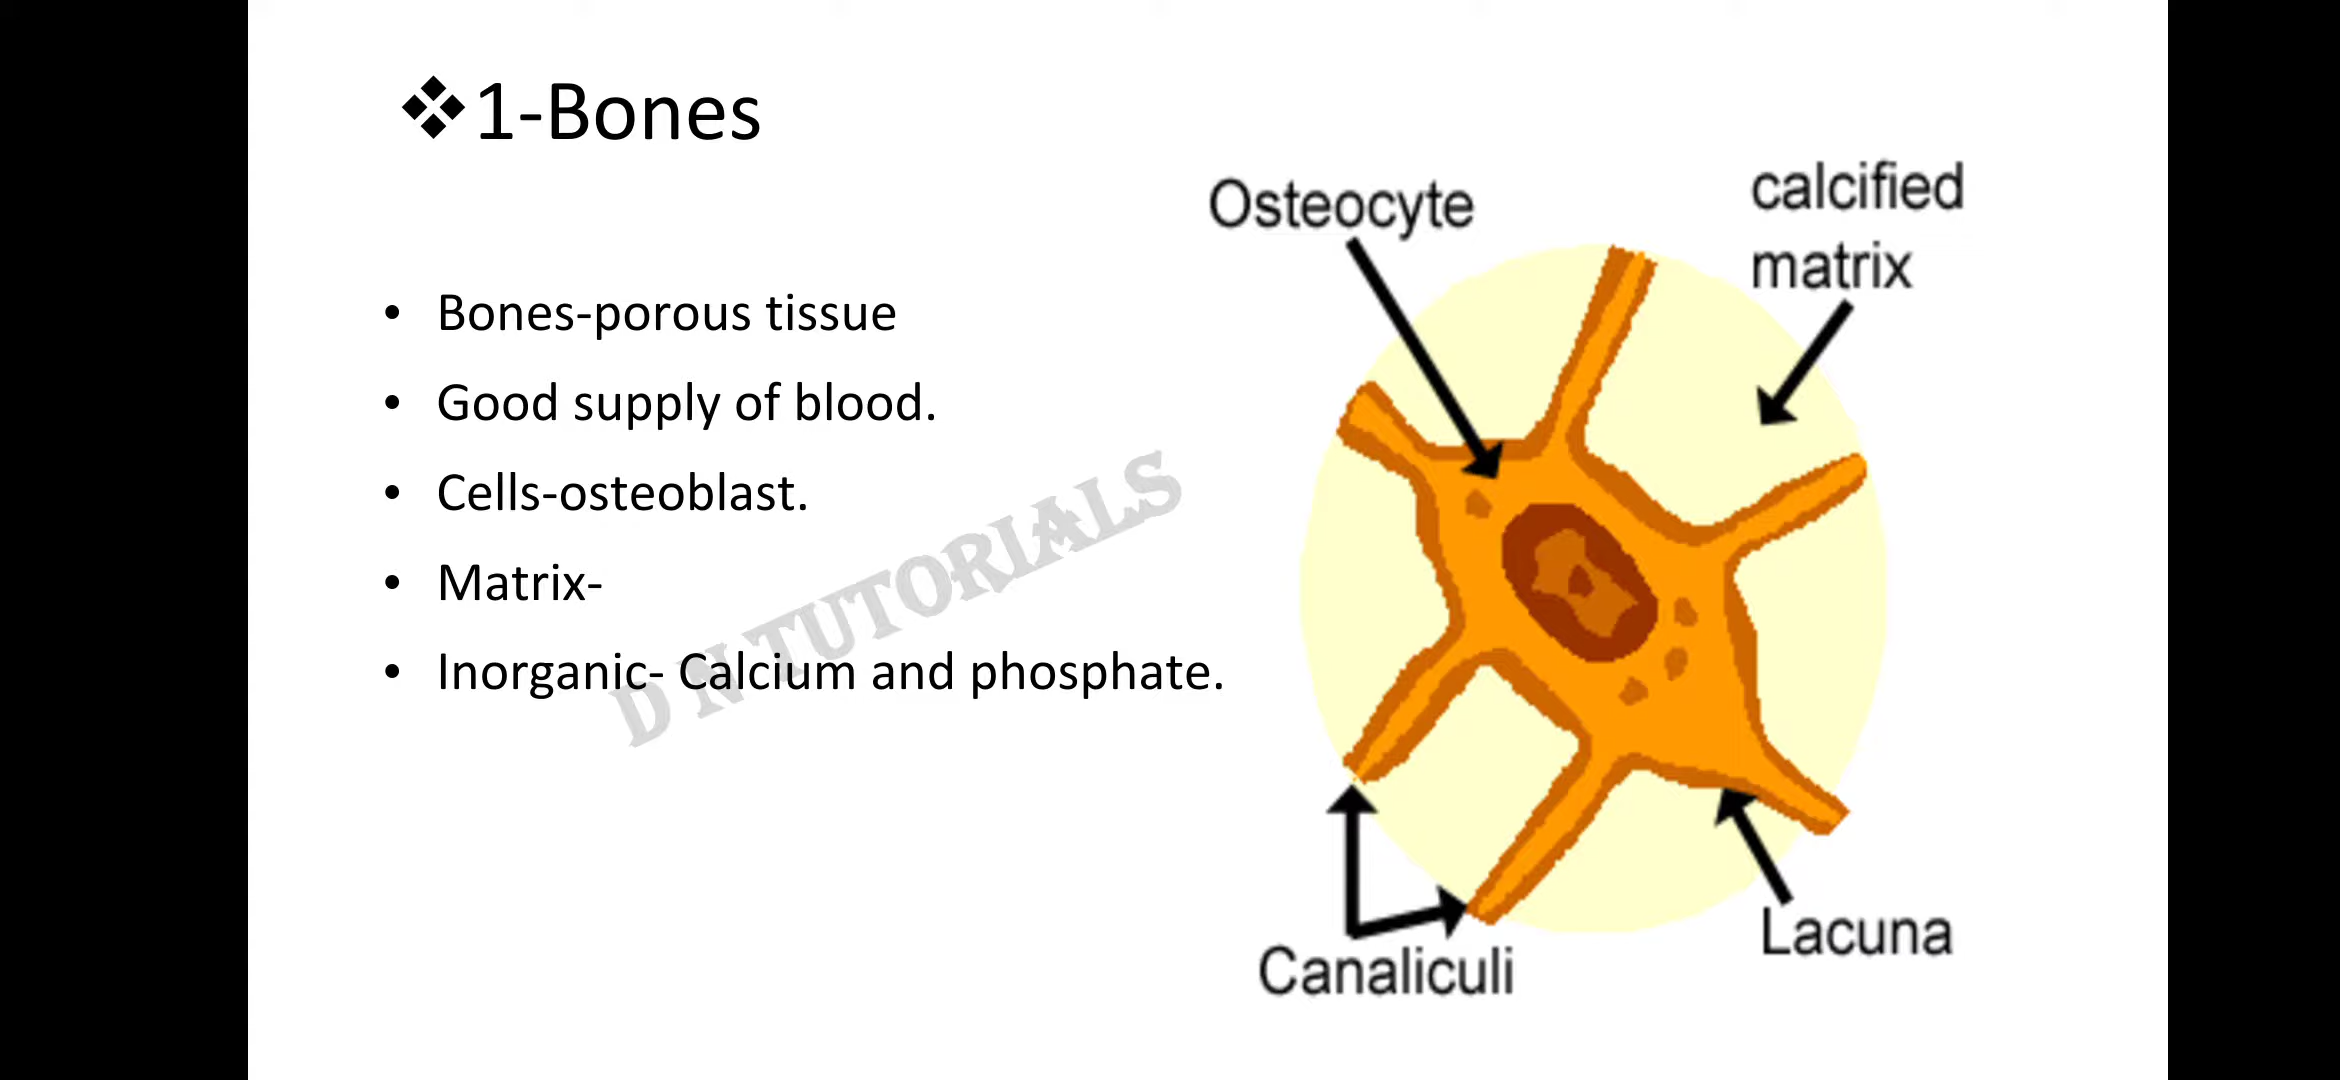 ❖1-Bones
• Bones-porous tissue
• Good supply of blood.
• Cells-osteoblast.
• Matrix-
• Inorganic- Calcium and phosphate.
D N TUTORIALS
Osteocyte
calcified
matrix
Canaliculi
Lacuna